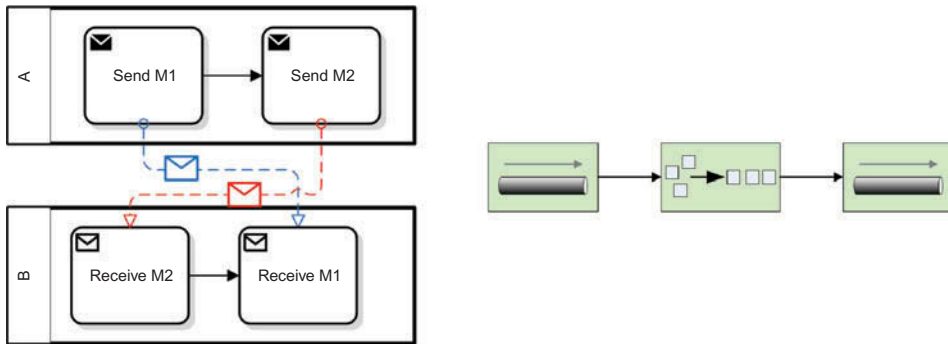 A
Send M1
Send M2
B
Receive M2
Receive M1